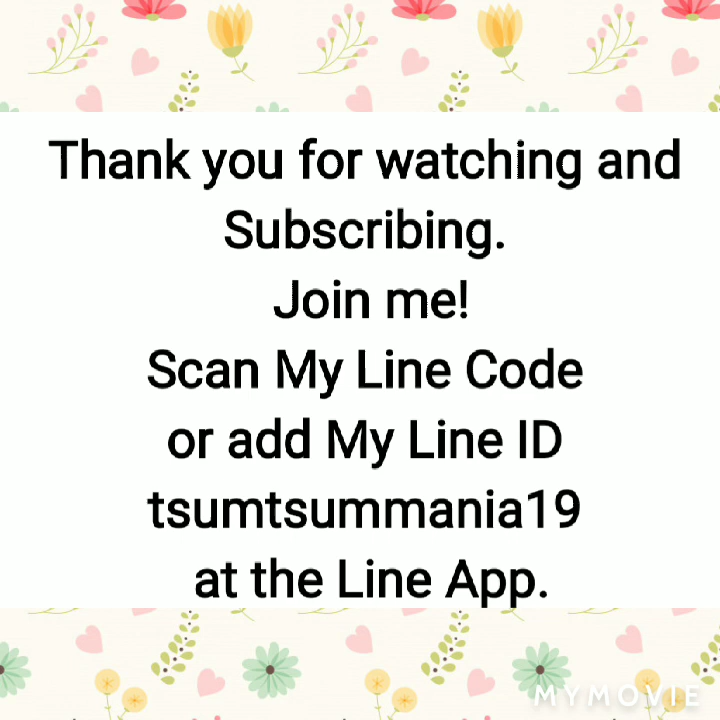 Thank you for watching and
Subscribing.
Join me!
Scan My Line Code
or add My Line ID
tsumtsummania19
at the Line App.
MYMOVIE